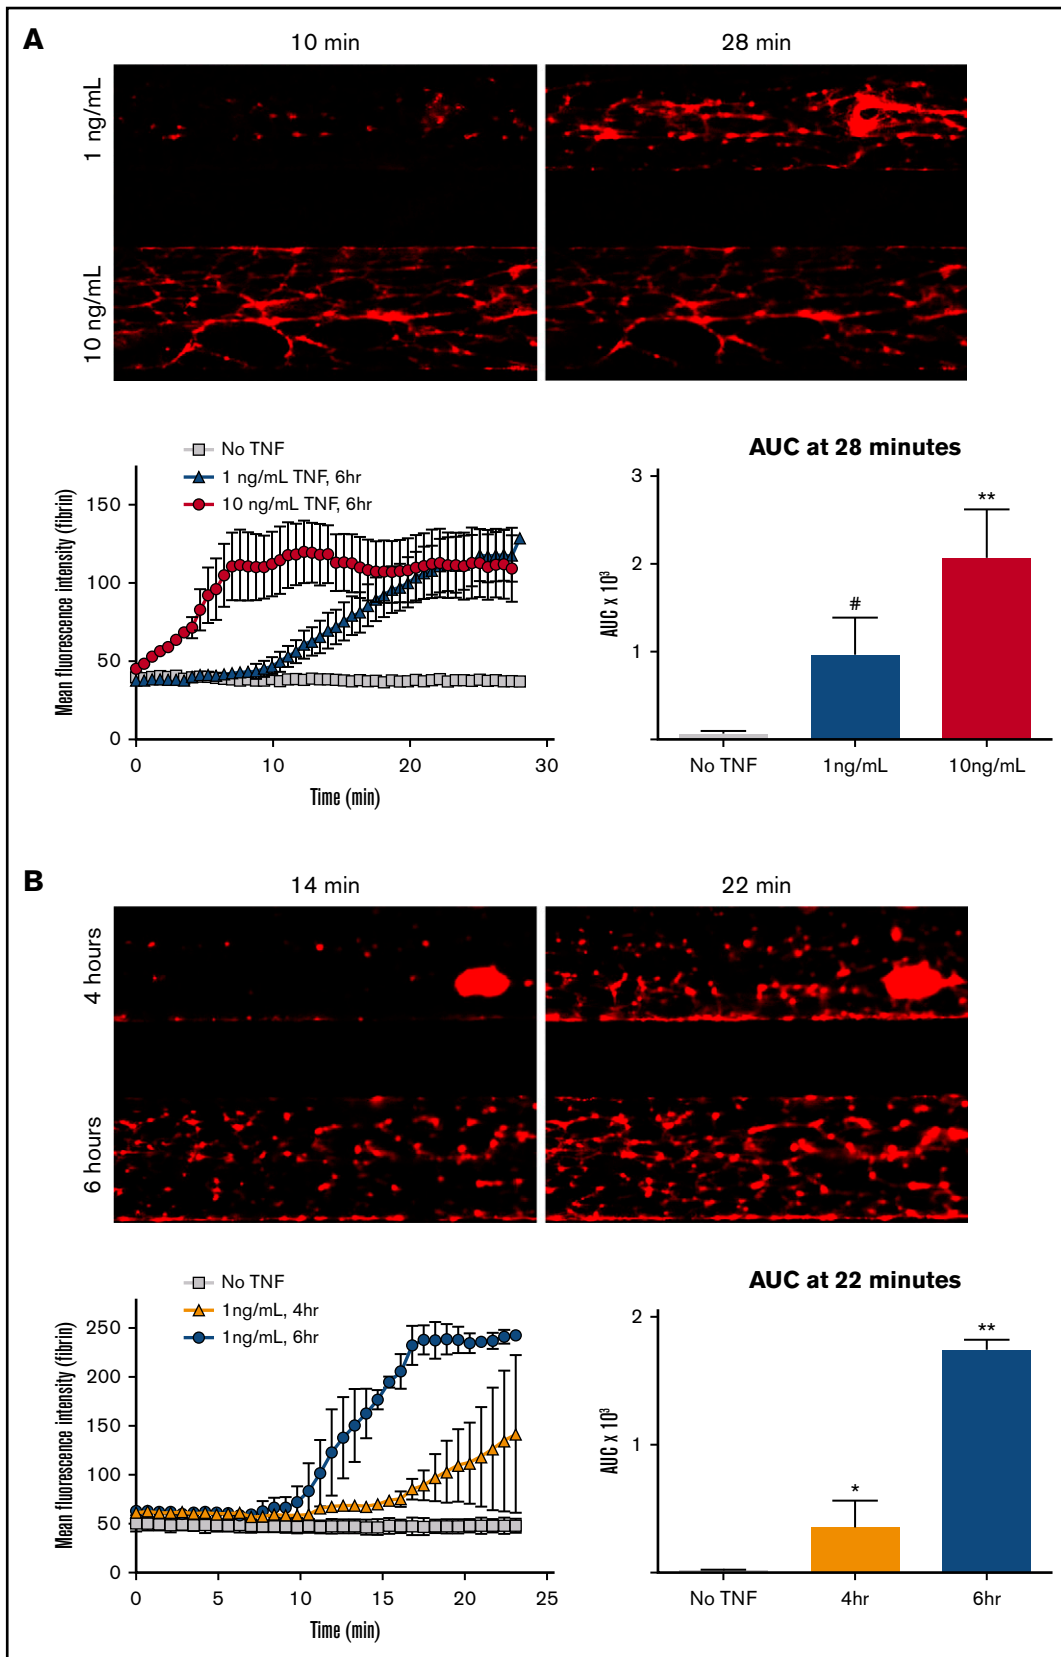 A
10 min
28 min
1 ng/mL
10 ng/mL
No TNF
1 ng/mL TNF, 6hr
10 ng/mL TNF, 6hr
Mean fluorescence intensity (fibrin)
150
100
50
0
0
10
20
30
Time (min)
AUC at 28 minutes
AUC x 10³
3
2
1
#
**
No TNF
1ng/mL
10ng/mL
B
14 min
22 min
4 hours
6 hours
No TNF
1ng/mL, 4hr
1ng/mL, 6hr
Mean fluorescence intensity (fibrin)
250
200
150
100
50
0
0
5
10
15
20
25
Time (min)
AUC at 22 minutes
AUC x 10³
2
1
*
**
No TNF
4hr
6hr